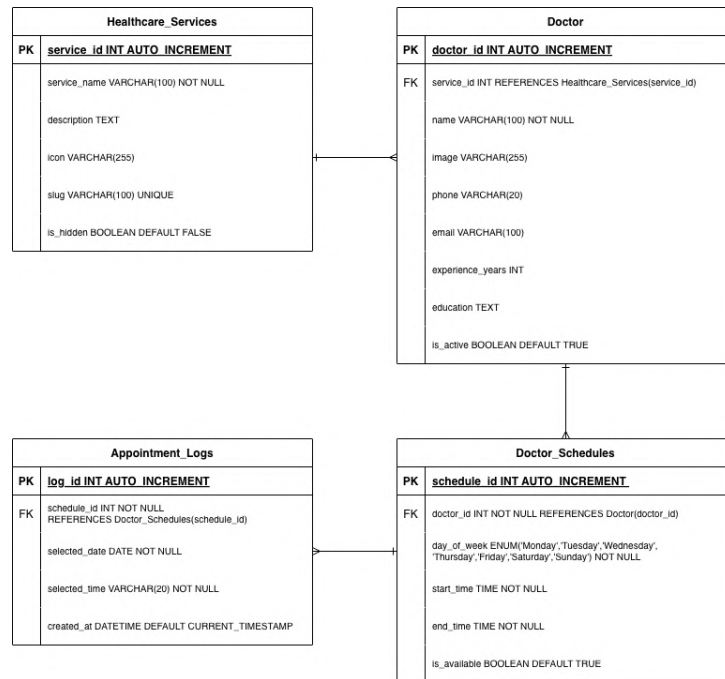 Healthcare_Services
PK service_id INT AUTO_INCREMENT
service_name VARCHAR(100) NOT NULL
description TEXT
icon VARCHAR(255)
slug VARCHAR(100) UNIQUE
is_hidden BOOLEAN DEFAULT FALSE
Doctor
PK doctor_id INT AUTO_INCREMENT
FK service_id INT REFERENCES Healthcare_Services(service_id)
name VARCHAR(100) NOT NULL
image VARCHAR(255)
phone VARCHAR(20)
email VARCHAR(100)
experience_years INT
education TEXT
is_active BOOLEAN DEFAULT TRUE
Appointment_Logs
PK log_id INT AUTO_INCREMENT
FK schedule_id INT NOT NULL
REFERENCES Doctor_Schedules(schedule_id)
selected_date DATE NOT NULL
selected_time VARCHAR(20) NOT NULL
created_at DATETIME DEFAULT CURRENT_TIMESTAMP
Doctor_Schedules
PK schedule_id INT AUTO_INCREMENT
FK doctor_id INT NOT NULL REFERENCES Doctor(doctor_id)
day_of_week ENUM('Monday','Tuesday','Wednesday',
'Thursday','Friday','Saturday','Sunday') NOT NULL
start_time TIME NOT NULL
end_time TIME NOT NULL
is_available BOOLEAN DEFAULT TRUE